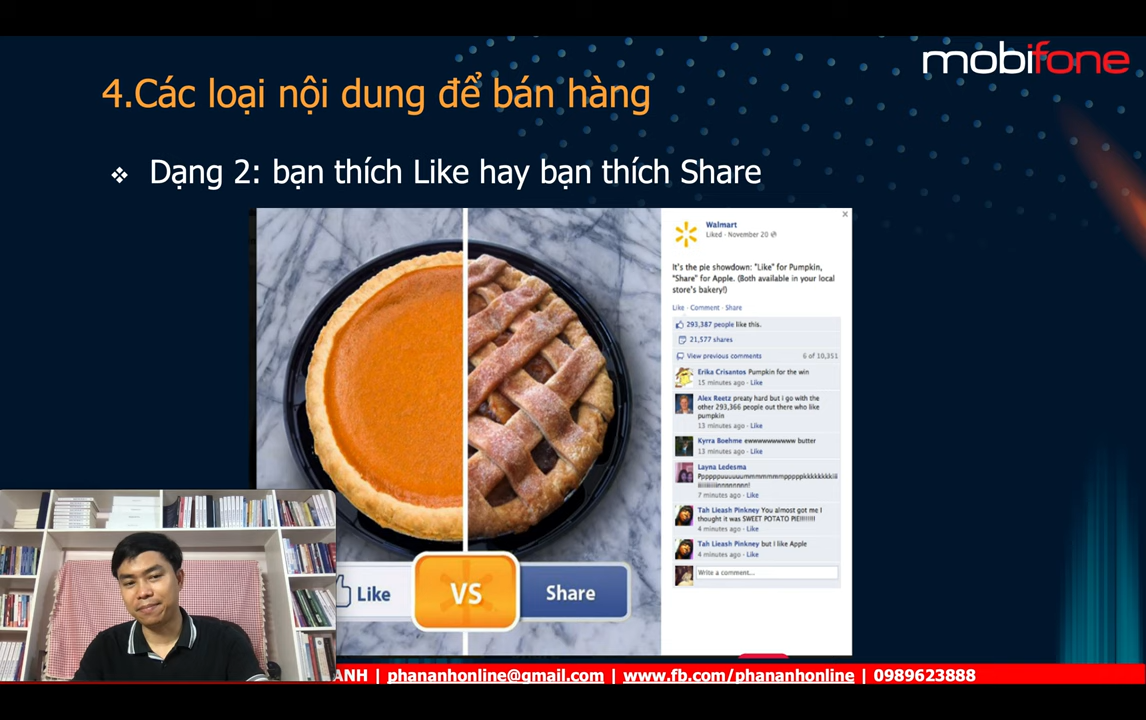 mobifone
4.Các loại nội dung để bán hàng
❖ Dạng 2: bạn thích Like hay bạn thích Share
Walmart
Liked · November 20
It's the pie showdown: "Like" for Pumpkin,
"Share" for Apple. (Both available in your local
store's bakery!)
Like · Comment · Share
293,387 people like this.
21,577 shares
View previous comments 6 of 10,351
Erika Crisantos Pumpkin for the win
15 minutes ago · Like
Alex Reetz preaty hard but i go with the
other 293,366 people out there who like
pumpkin
13 minutes ago · Like
Kyrra Boehme ewwwwwwwwww butter
13 minutes ago · Like
Layna Ledesma
7 minutes ago · Like
Tah Lieash Pinkney You almost got me I
thought it was SWEET POTATO PIE!!!!!!!
4 minutes ago · Like
Tah Lieash Pinkney but I like Apple
4 minutes ago · Like
Write a comment...
Like VS Share
ANH | phananhonline@gmail.com | www.fb.com/phananhonline | 0989623888